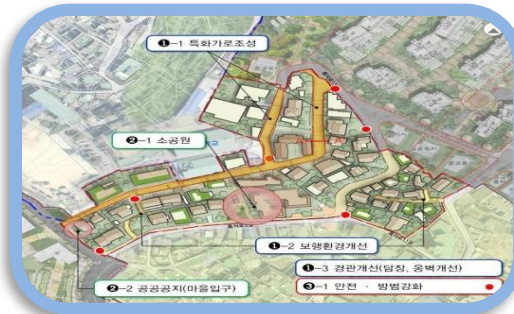 ❶-1 특화가로조성
❷-1 소공원
❶-2 보행환경개선
❶-3 경관개선(담장, 옹벽개선)
❷-2 공공공지(마을입구)
❸-1 안전 · 방범강화